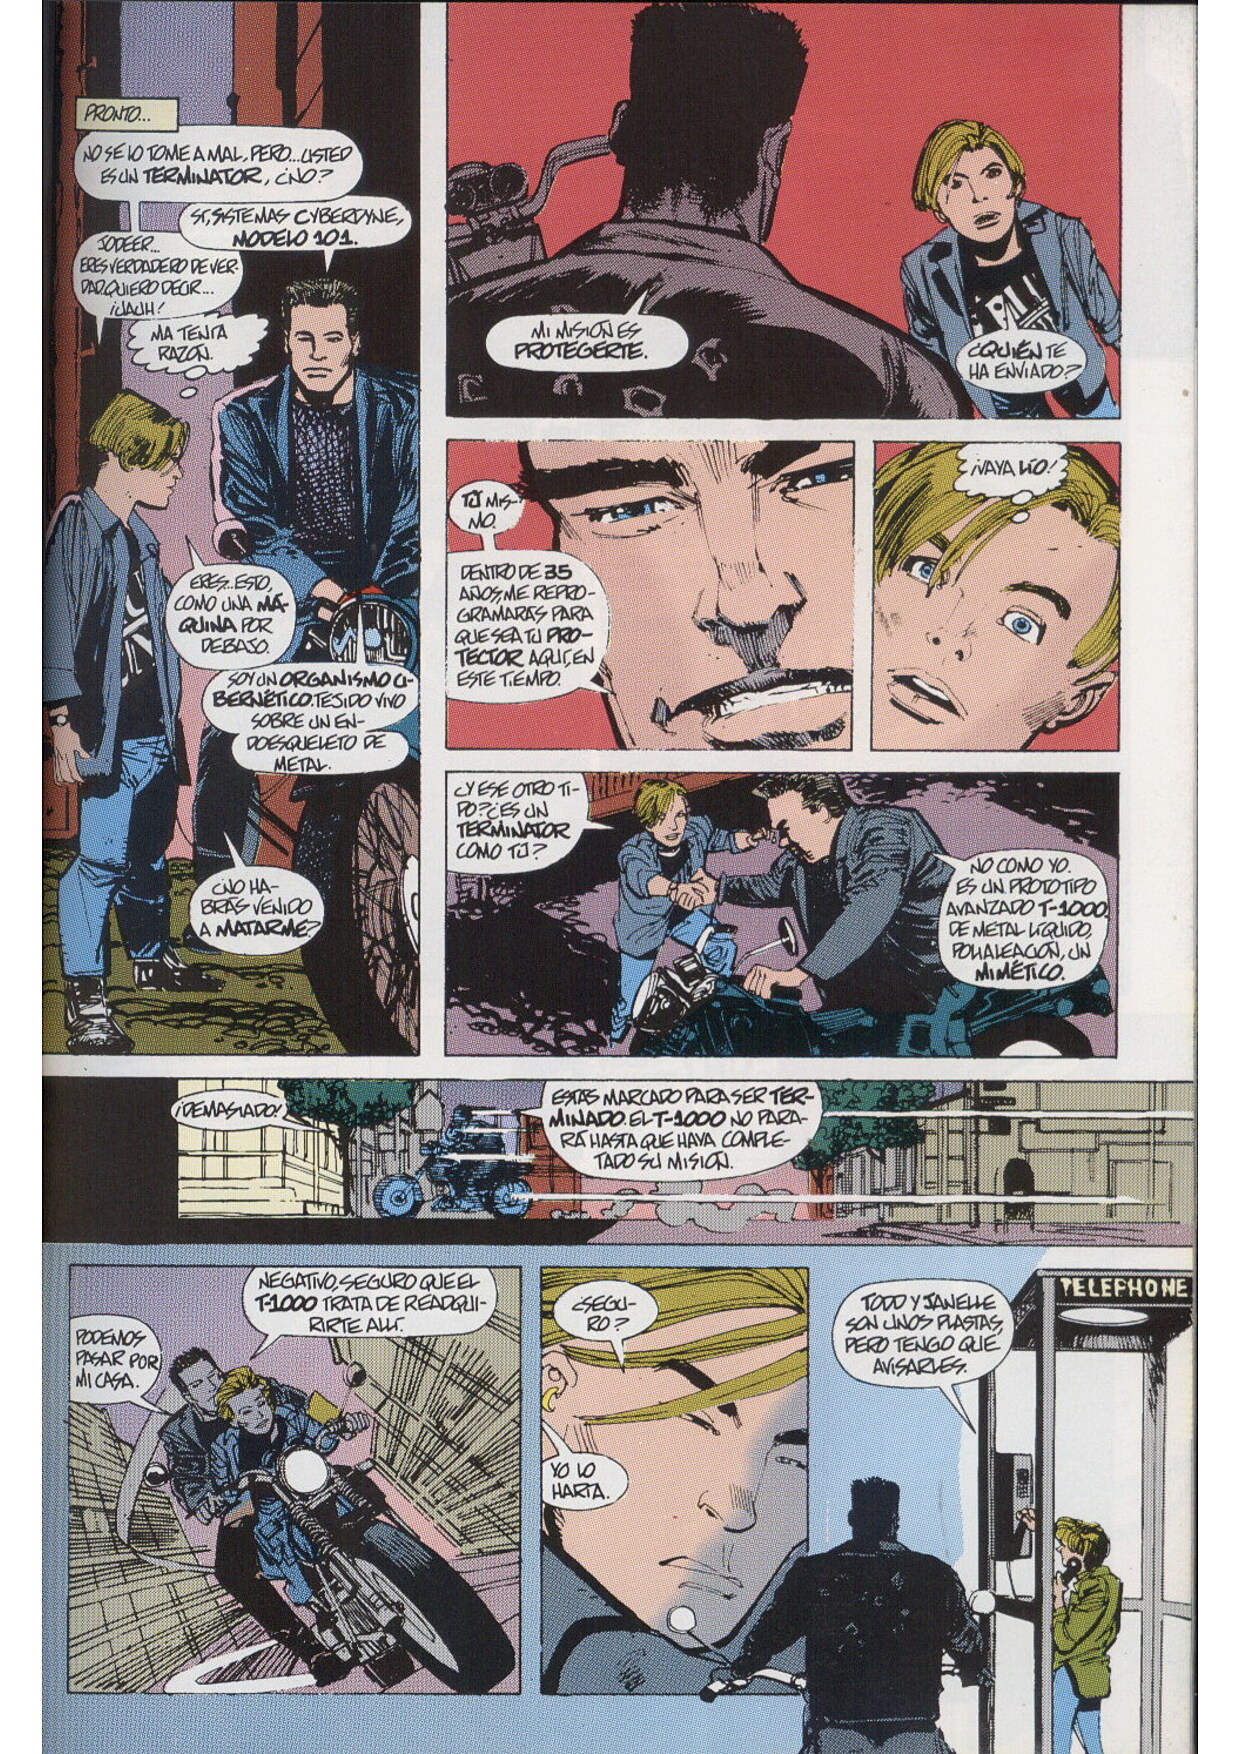 PRONTO...
NO SE LO TOME A MAL, PERO...USTED
ES UN TERMINATOR, ¿NO?
SÍ, SISTEMAS CYBERDYNE,
MODELO 101.
JODEER...
ERES VERDADERO DE VER-
DAD, QUIERO DECIR...
¡UAUH!
MA TENÍA
RAZÓN.
ERES...ESTO,
COMO UNA MÁ-
QUINA POR
DEBAJO.
SOY UN ORGANISMO CI-
BERNÉTICO. TEJIDO VIVO
SOBRE UN EN-
DOESQUELETO DE
METAL.
¿NO HA-
BRÁS VENIDO
A MATARME?
MI MISIÓN ES
PROTEGERTE.
¿QUIÉN TE
HA ENVIADO?
TÚ MIS-
MO.
DENTRO DE 35
AÑOS, ME REPRO-
GRAMARÁS PARA
QUE SEA TU PRO-
TECTOR AQUÍ, EN
ESTE TIEMPO.
¡VAYA LÍO!
¿Y ESE OTRO TI-
PO? ¿ES UN
TERMINATOR
COMO TÚ?
NO COMO YO.
ES UN PROTOTIPO
AVANZADO T-1000.
DE METAL LÍQUIDO,
POLIALEACIÓN, UN
MIMÉTICO.
¡DEMASIADO!
ESTÁS MARCADO PARA SER TER-
MINADO. EL T-1000 NO PARA-
RÁ HASTA QUE HAYA COMPLE-
TADO SU MISIÓN.
PODEMOS
PASAR POR
MI CASA.
NEGATIVO, SEGURO QUE EL
T-1000 TRATA DE READQUI-
RIRTE ALLÍ.
¿SEGU-
RO?
YO LO
HARÍA.
TODD Y JANELLE
SON UNOS PLASTAS,
PERO TENGO QUE
AVISARLES.
TELEPHONE